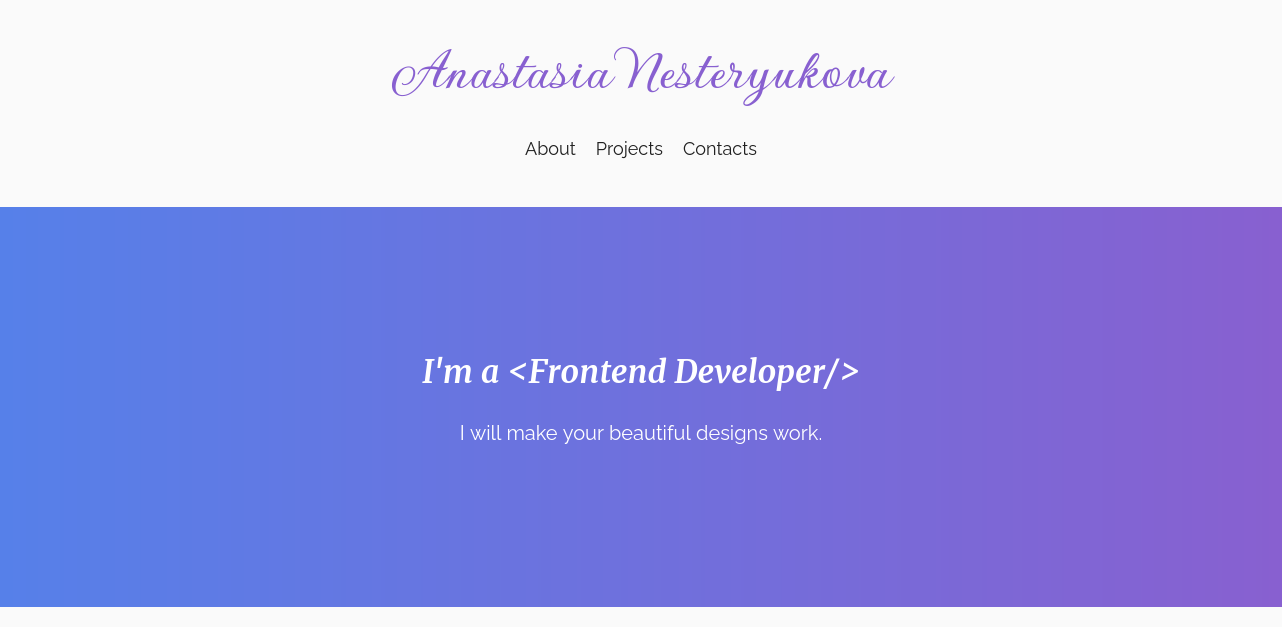 Anastasia Nesteryukova
About Projects Contacts
I'm a <Frontend Developer/>
I will make your beautiful designs work.